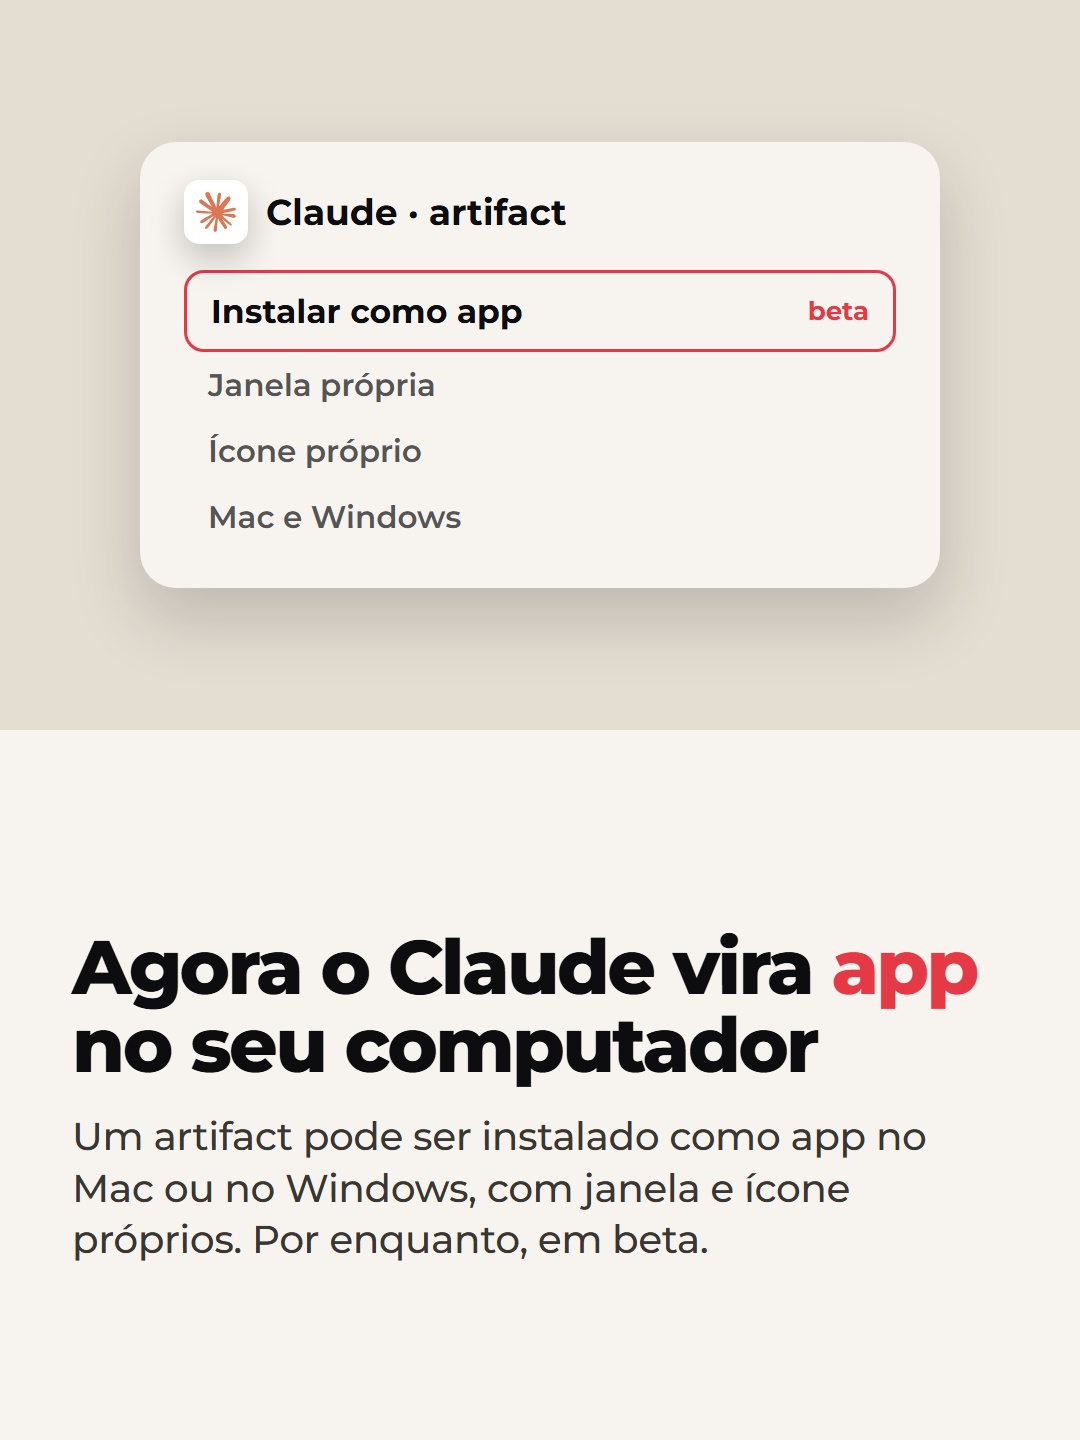 Claude · artifact
Instalar como app beta
Janela própria
Ícone próprio
Mac e Windows
Agora o Claude vira app
no seu computador
Um artifact pode ser instalado como app no
Mac ou no Windows, com janela e ícone
próprios. Por enquanto, em beta.